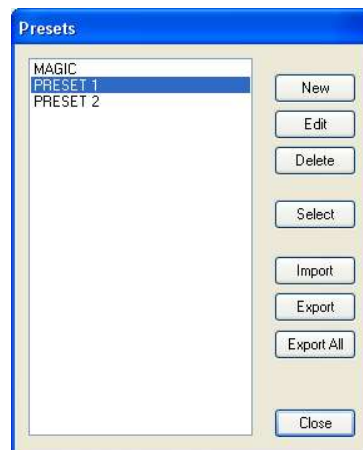 Presets
MAGIC
PRESET 1
PRESET 2
New
Edit
Delete
Select
Import
Export
Export All
Close